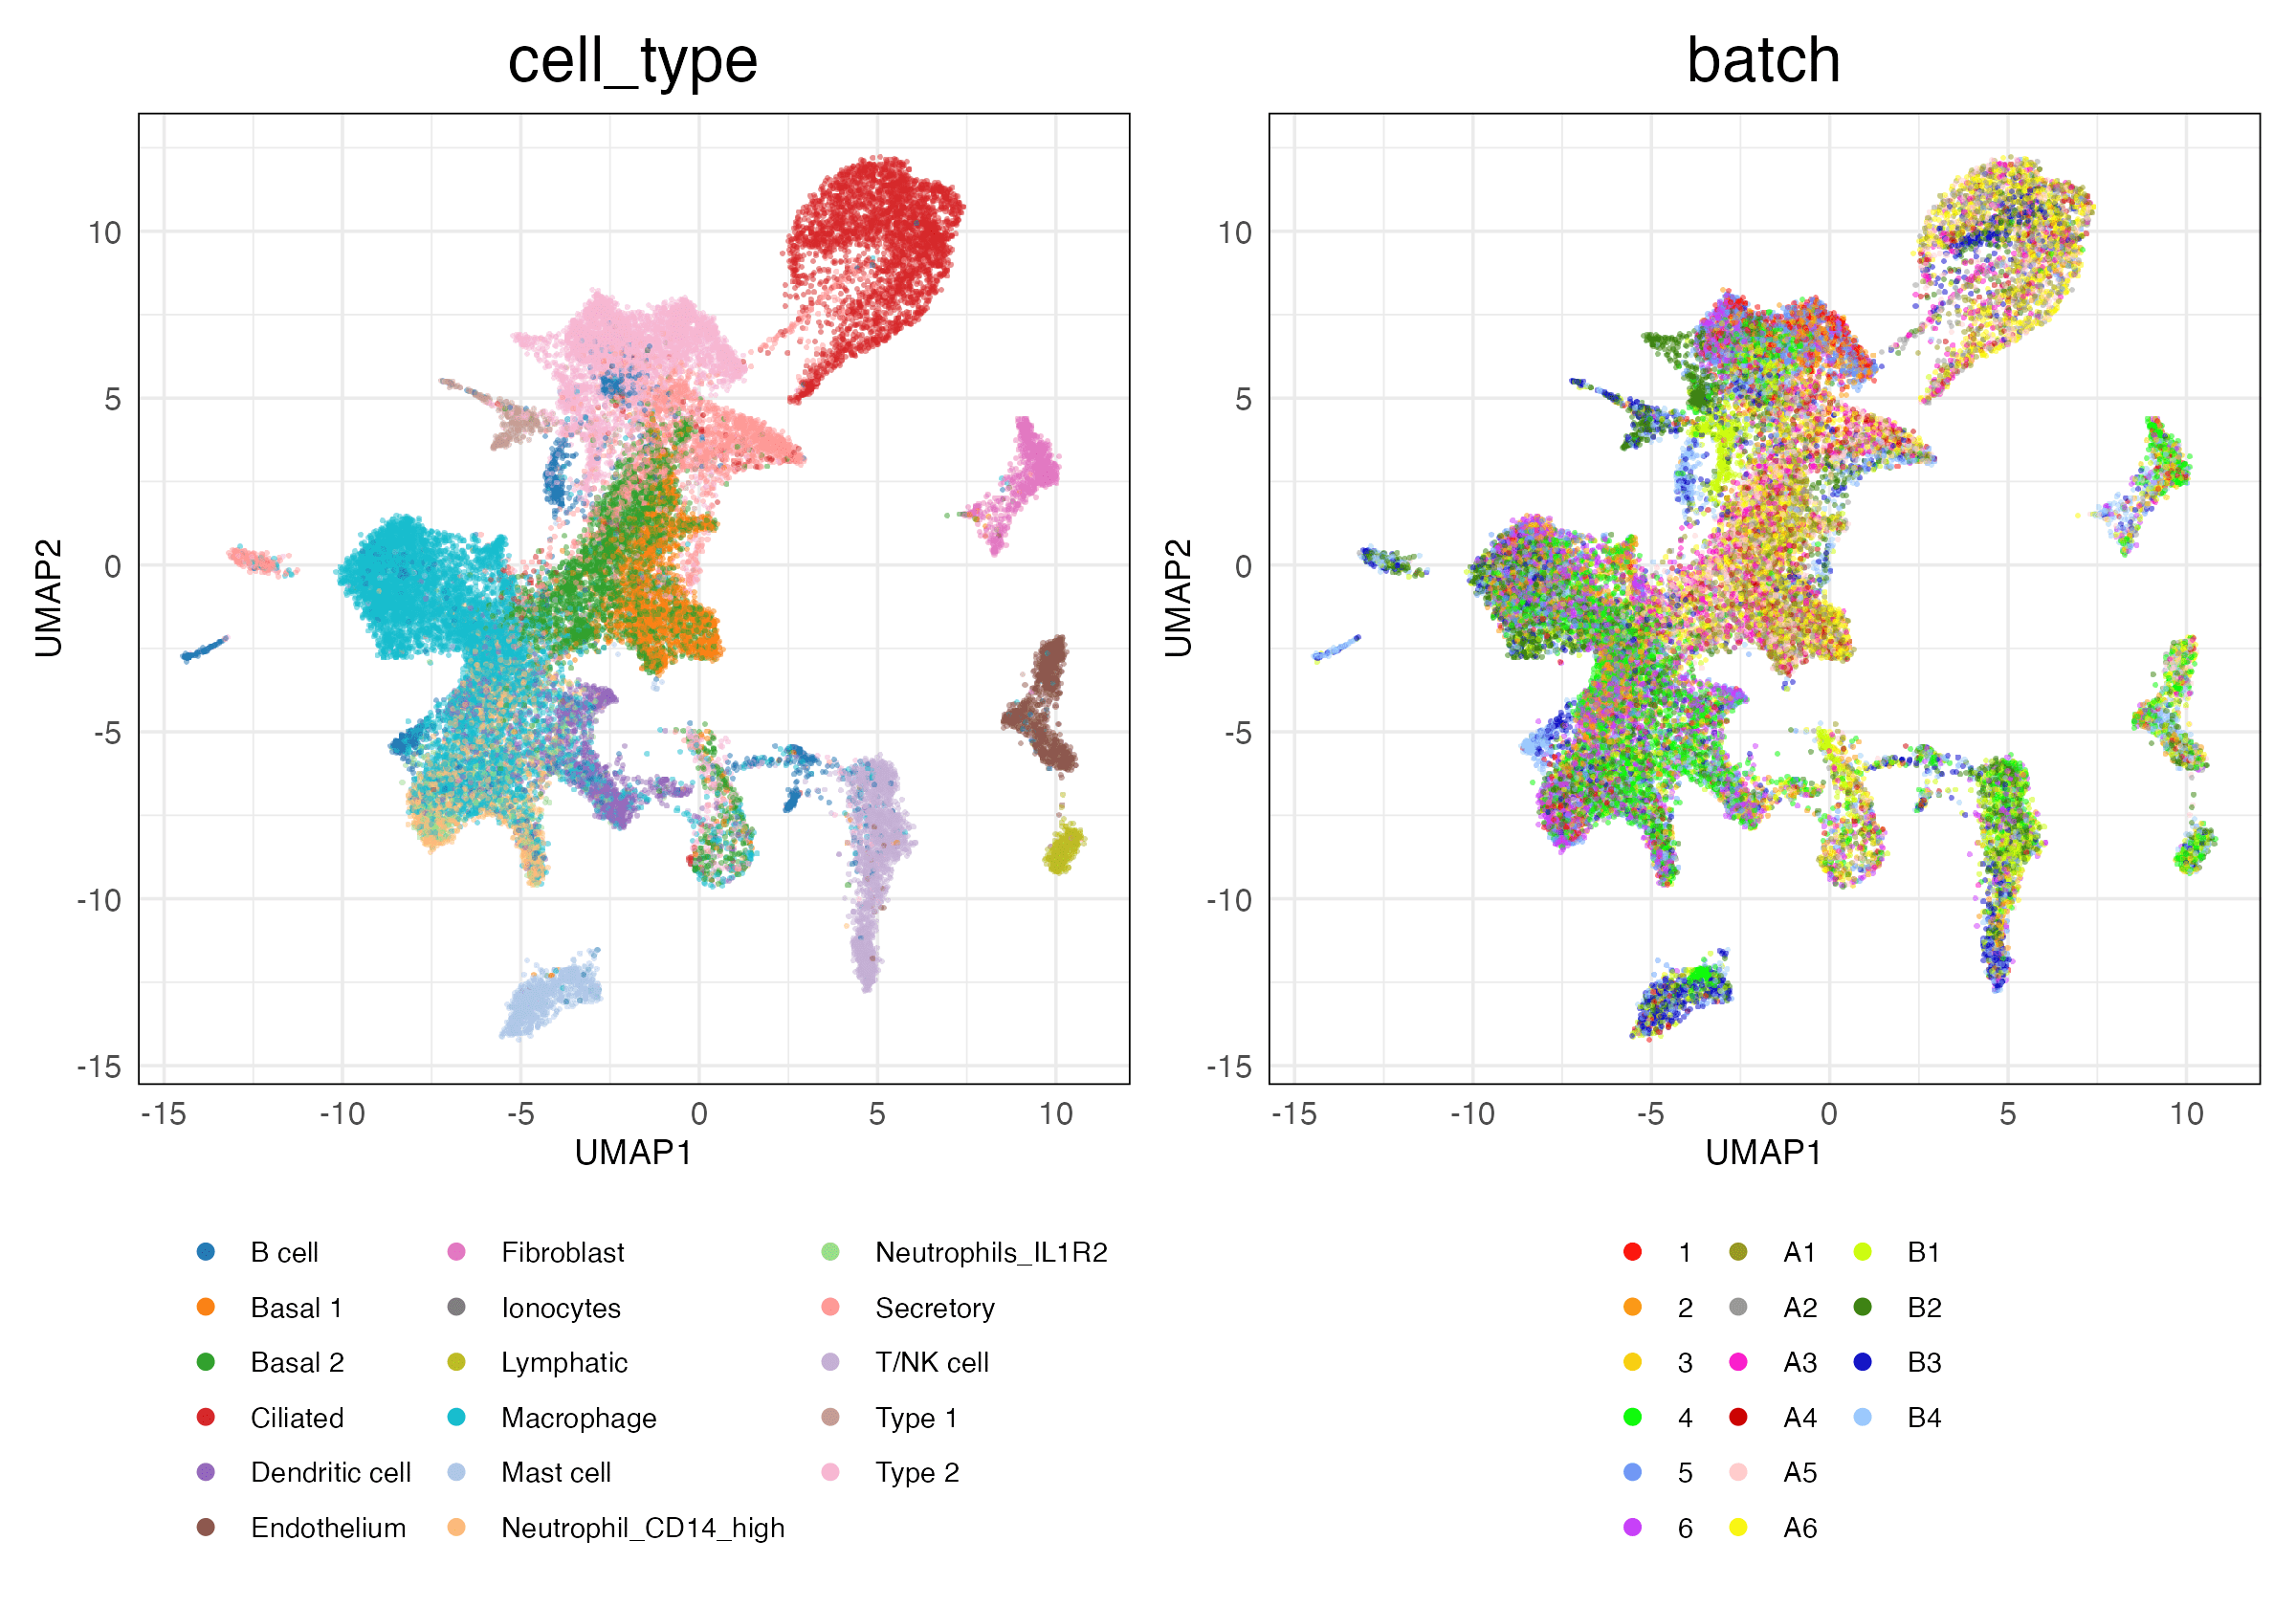 cell_type
batch
10
5
0
-5
-10
-15
UMAP2
-15 -10 -5 0 5 10
UMAP1
10
5
0
-5
-10
-15
UMAP2
-15 -10 -5 0 5 10
UMAP1
B cell Fibroblast Neutrophils_IL1R2
Basal 1 Ionocytes Secretory
Basal 2 Lymphatic T/NK cell
Ciliated Macrophage Type 1
Dendritic cell Mast cell Type 2
Endothelium Neutrophil_CD14_high
1 A1 B1
2 A2 B2
3 A3 B3
4 A4 B4
5 A5
6 A6